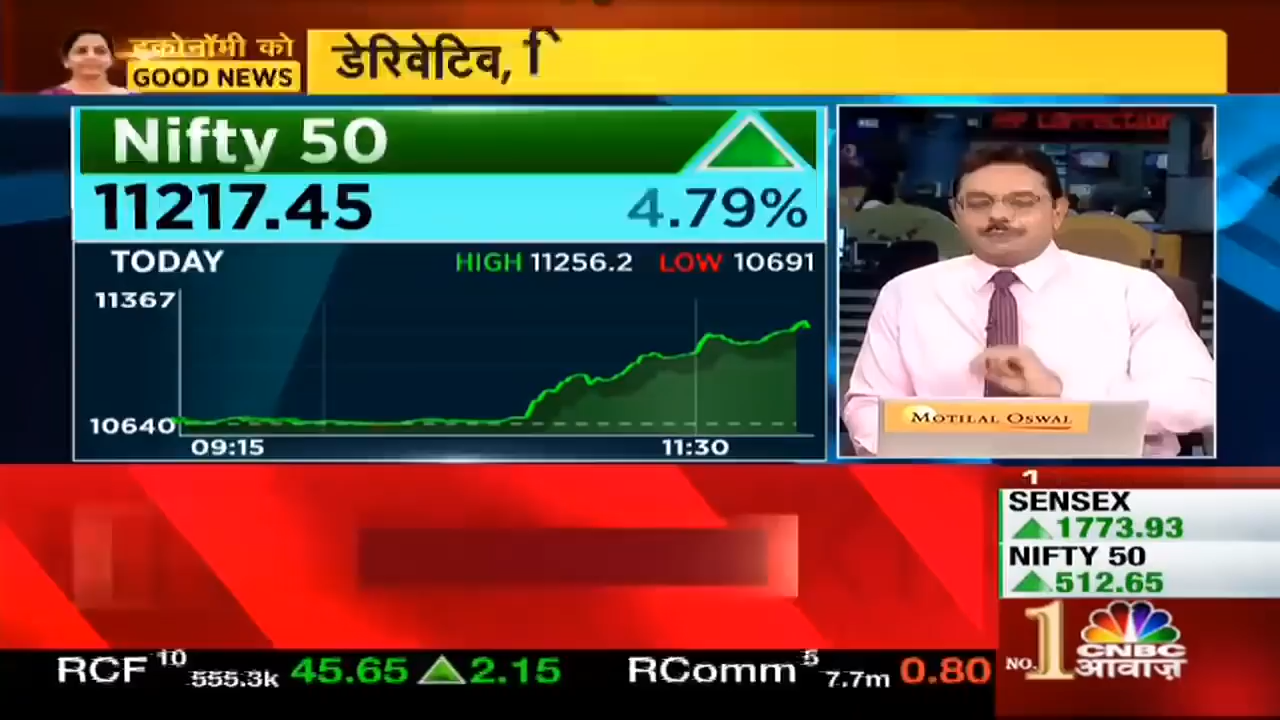 इकोनॉमी को
GOOD NEWS
डेरिवेटिव,
Nifty 50
11217.45 4.79%
TODAY HIGH 11256.2 LOW 10691
11367
10640
09:15 11:30
MOTILAL OSWAL
SENSEX
1773.93
NIFTY 50
512.65
RCF 10 555.3k 45.65 2.15 RComm 5 7.7m 0.80
NO. 1 CNBC
आवाज़